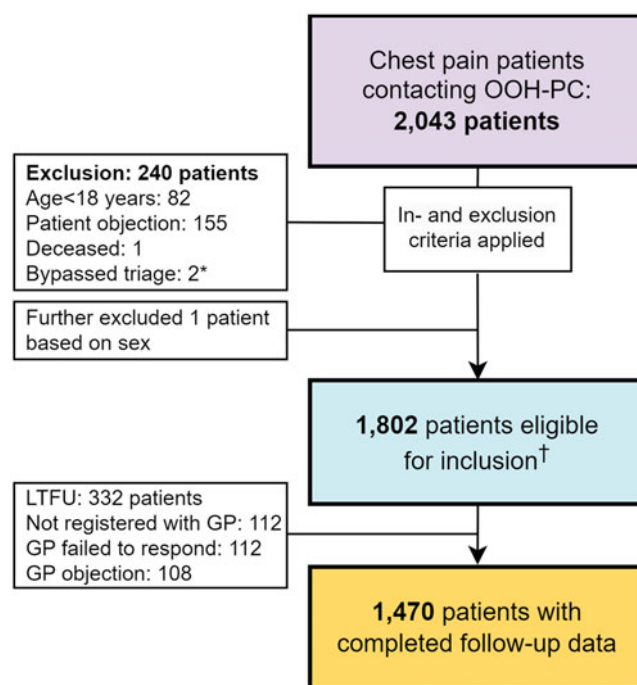 Chest pain patients
contacting OOH-PC:
2,043 patients
Exclusion: 240 patients
Age<18 years: 82
Patient objection: 155
Deceased: 1
Bypassed triage: 2*
In- and exclusion
criteria applied
Further excluded 1 patient
based on sex
1,802 patients eligible
for inclusion†
LTFU: 332 patients
Not registered with GP: 112
GP failed to respond: 112
GP objection: 108
1,470 patients with
completed follow-up data